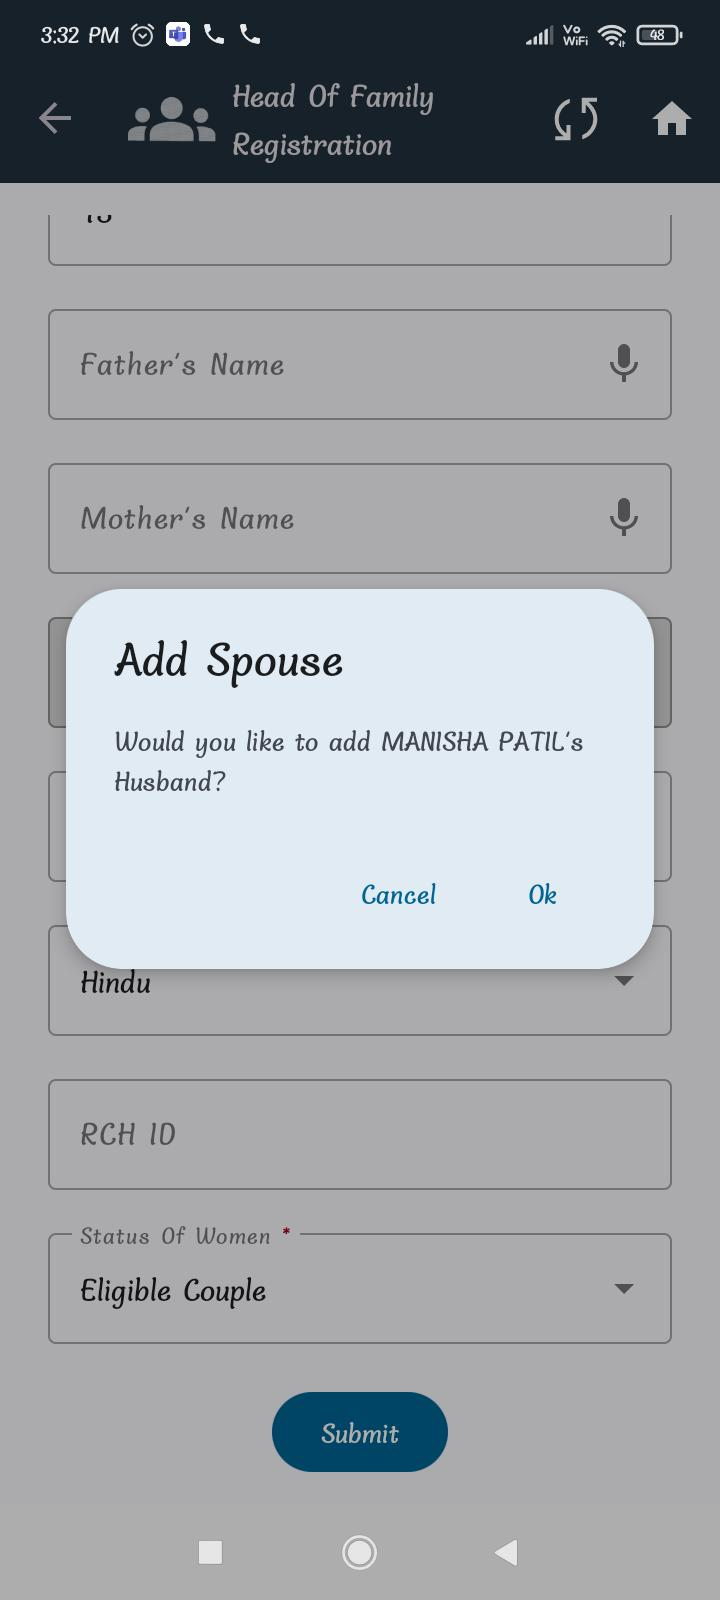 3:32 PM
Vo
WiFi
48
Head Of Family
Registration
Father's Name
Mother's Name
Add Spouse
Would you like to add MANISHA PATIL's
Husband?
Cancel Ok
Hindu
RCH ID
Status Of Women *
Eligible Couple
Submit